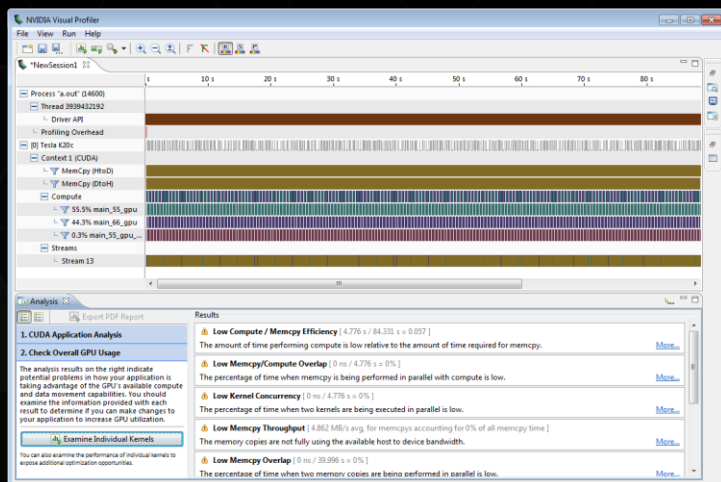 NVIDIA Visual Profiler
File View Run Help
*NewSession1
s 10 s 20 s 30 s 40 s 50 s 60 s 70 s 80 s
Process "a.out" (14600)
Thread 3939432192
Driver API
Profiling Overhead
[0] Tesla K20c
Context 1 (CUDA)
MemCpy (HtoD)
MemCpy (DtoH)
Compute
55.5% main_55_gpu
44.3% main_66_gpu
0.3% main_55_gpu_...
Streams
Stream 13
Analysis
Export PDF Report
1. CUDA Application Analysis
2. Check Overall GPU Usage
The analysis results on the right indicate
potential problems in how your application is
taking advantage of the GPU's available compute
and data movement capabilities. You should
examine the information provided with each
result to determine if you can make changes to
your application to increase GPU utilization.
Examine Individual Kernels
You can also examine the performance of individual kernels to
expose additional optimization opportunities.
Results
Low Compute / Memcpy Efficiency [ 4.776 s / 84.331 s = 0.057 ]
The amount of time performing compute is low relative to the amount of time required for memcpy. More...
Low Memcpy/Compute Overlap [ 0 ns / 4.776 s = 0% ]
The percentage of time when memcpy is being performed in parallel with compute is low. More...
Low Kernel Concurrency [ 0 ns / 4.776 s = 0% ]
The percentage of time when two kernels are being executed in parallel is low. More...
Low Memcpy Throughput [ 4.862 MB/s avg, for memcpys accounting for 0% of all memcpy time ]
The memory copies are not fully using the available host to device bandwidth. More...
Low Memcpy Overlap [ 0 ns / 39.996 s = 0% ]
The percentage of time when two memory copies are being performed in parallel is low. More...